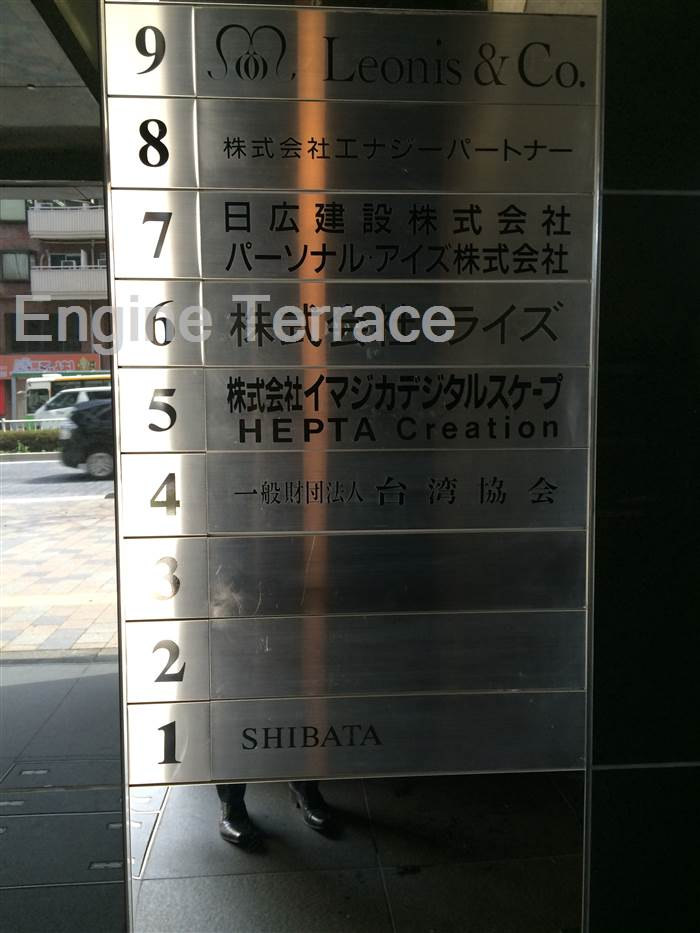 9 Leonis & Co.
8 株式会社エナジーパートナー
7 日広建設株式会社
パーソナル・アイズ株式会社
6 株式会社 ライズ
Engine Terrace
5 株式会社イマジカデジタルスケープ
HEPTA Creation
4 一般財団法人 台湾協会
3
2
1 SHIBATA